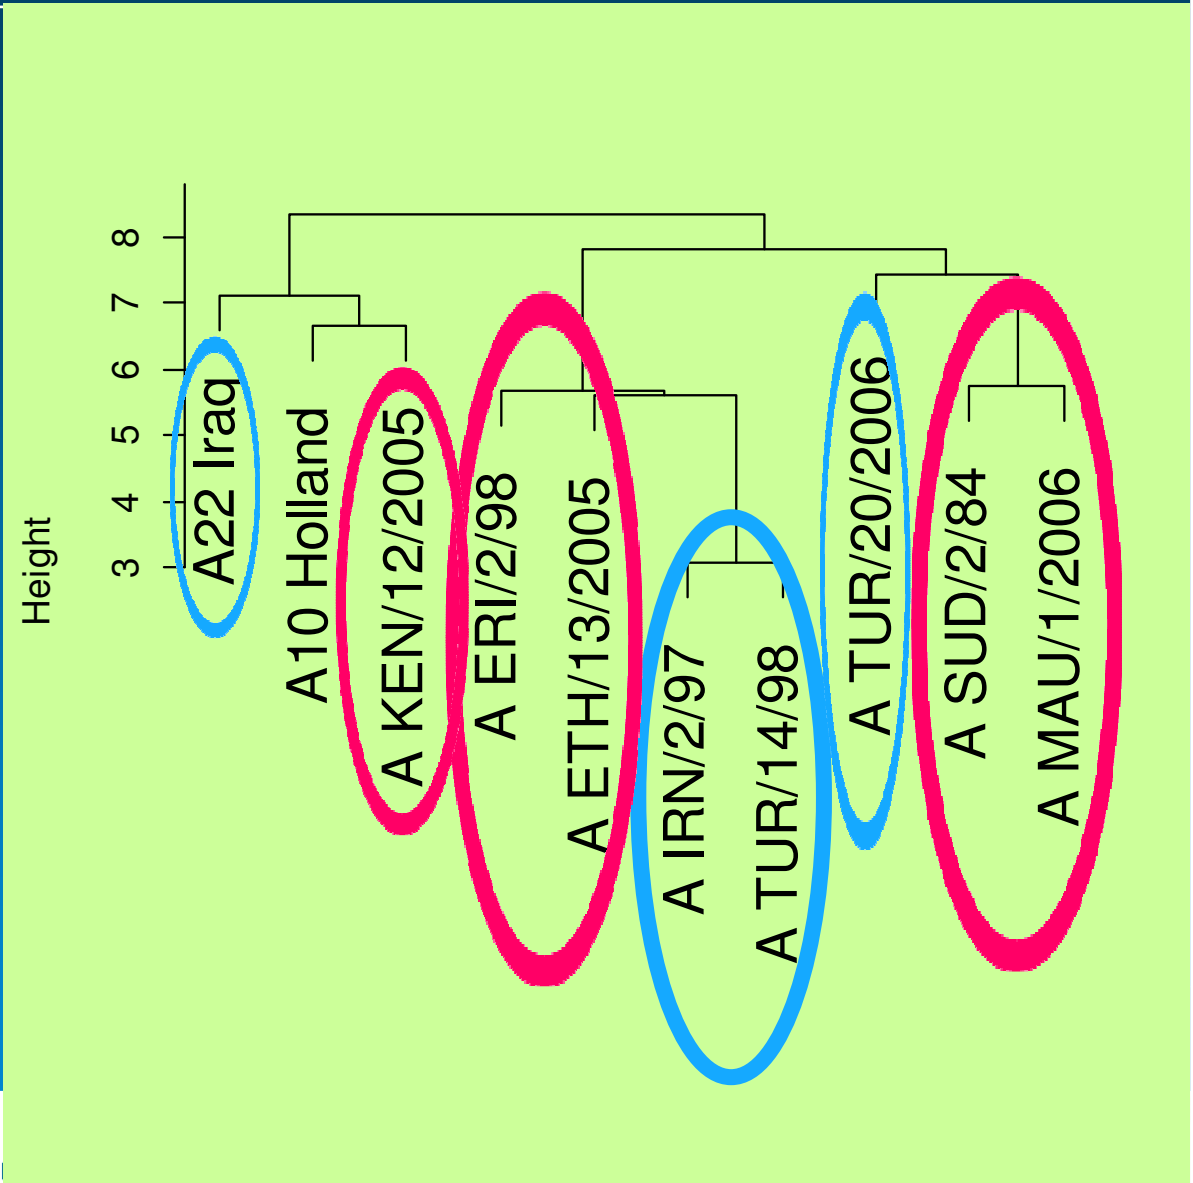 Height
3
4
5
6
7
8
A22 Iraq
A10 Holland
A KEN/12/2005
A ERI/2/98
A ETH/13/2005
A IRN/2/97
A TUR/14/98
A TUR/20/2006
A SUD/2/84
A MAU/1/2006